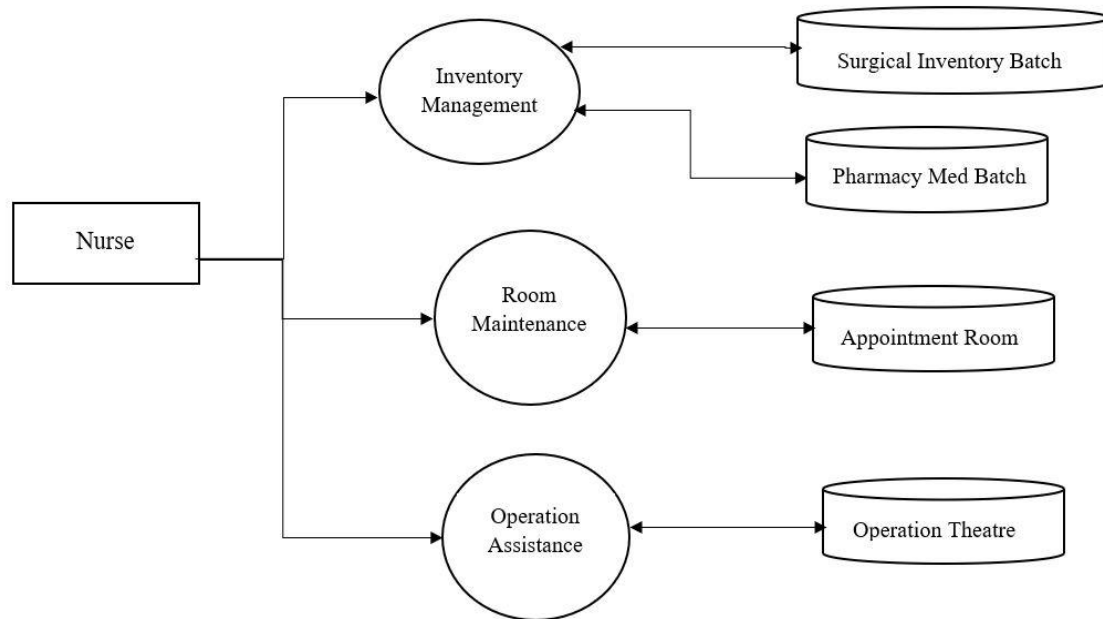 Inventory
Management
Surgical Inventory Batch
Pharmacy Med Batch
Nurse
Room
Maintenance
Appointment Room
Operation
Assistance
Operation Theatre